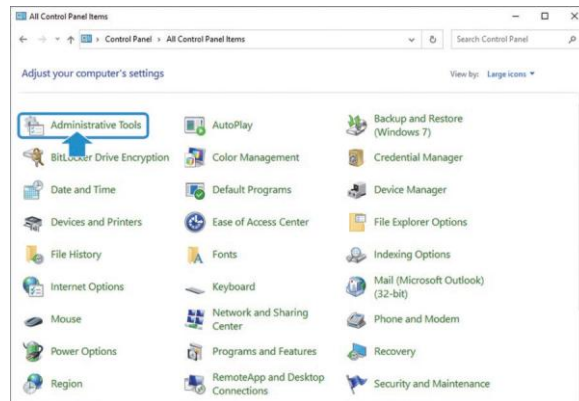 All Control Panel Items
Control Panel > All Control Panel Items
Search Control Panel
Adjust your computer's settings
View by: Large icons
Administrative Tools
AutoPlay
Backup and Restore
(Windows 7)
BitLocker Drive Encryption
Color Management
Credential Manager
Date and Time
Default Programs
Device Manager
Devices and Printers
Ease of Access Center
File Explorer Options
File History
Fonts
Indexing Options
Internet Options
Keyboard
Mail (Microsoft Outlook)
(32-bit)
Mouse
Network and Sharing
Center
Phone and Modem
Power Options
Programs and Features
Recovery
Region
RemoteApp and Desktop
Connections
Security and Maintenance